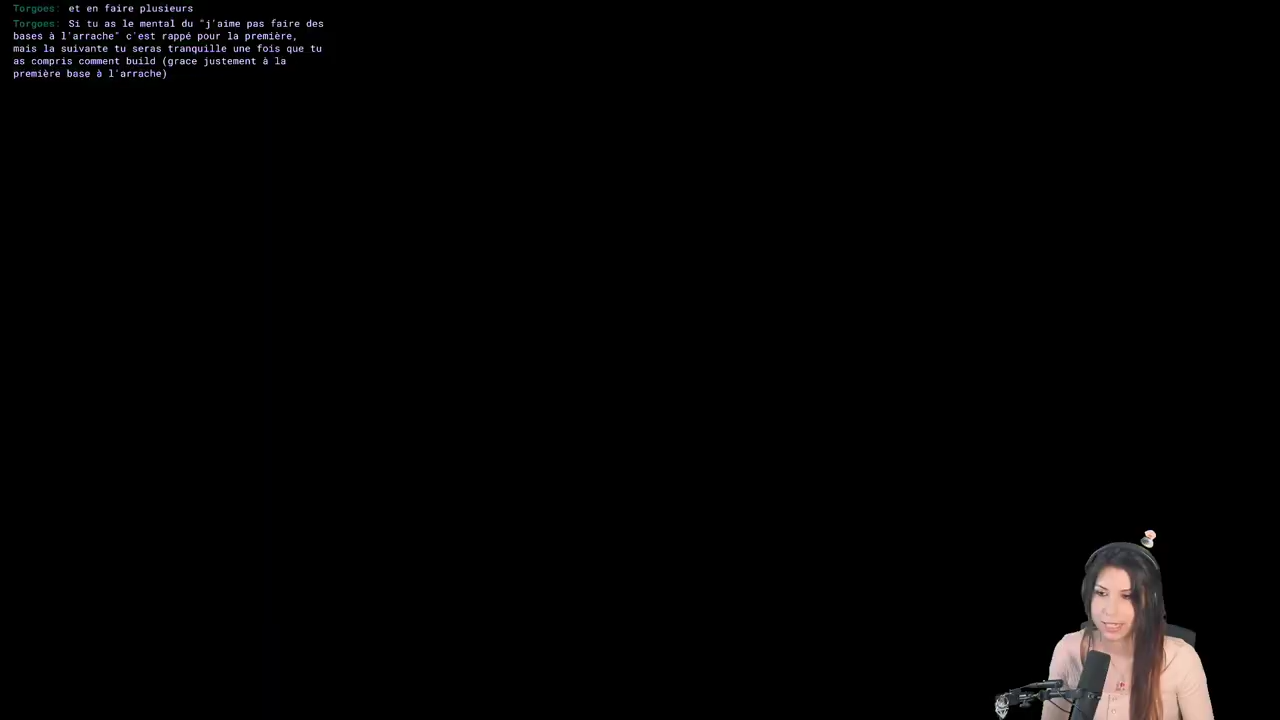 Torgoes: et en faire plusieurs
Torgoes: Si tu as le mental du "j'aime pas faire des
bases à l'arrache" c'est rappé pour la première,
mais la suivante tu seras tranquille une fois que tu
as compris comment build (grace justement à la
première base à l'arrache)